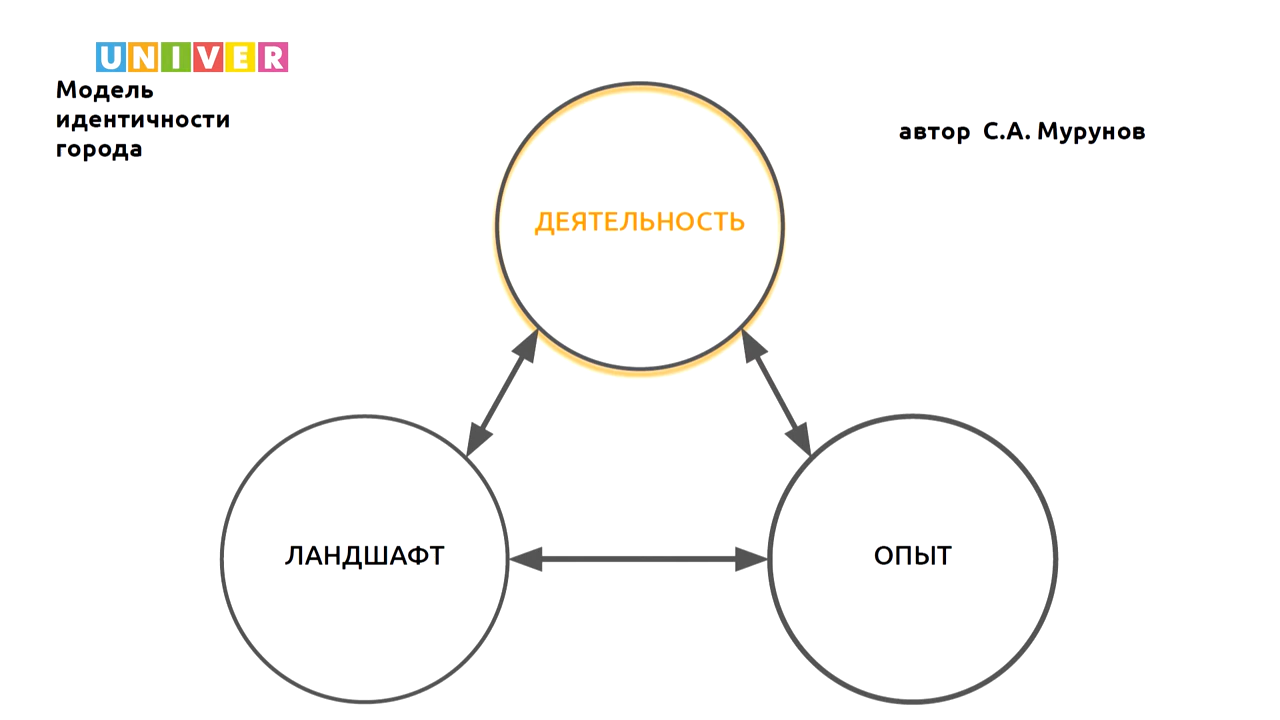 UNIVER
Модель
идентичности
города
автор С.А. Мурунов
ДЕЯТЕЛЬНОСТЬ
ЛАНДШАФТ
ОПЫТ